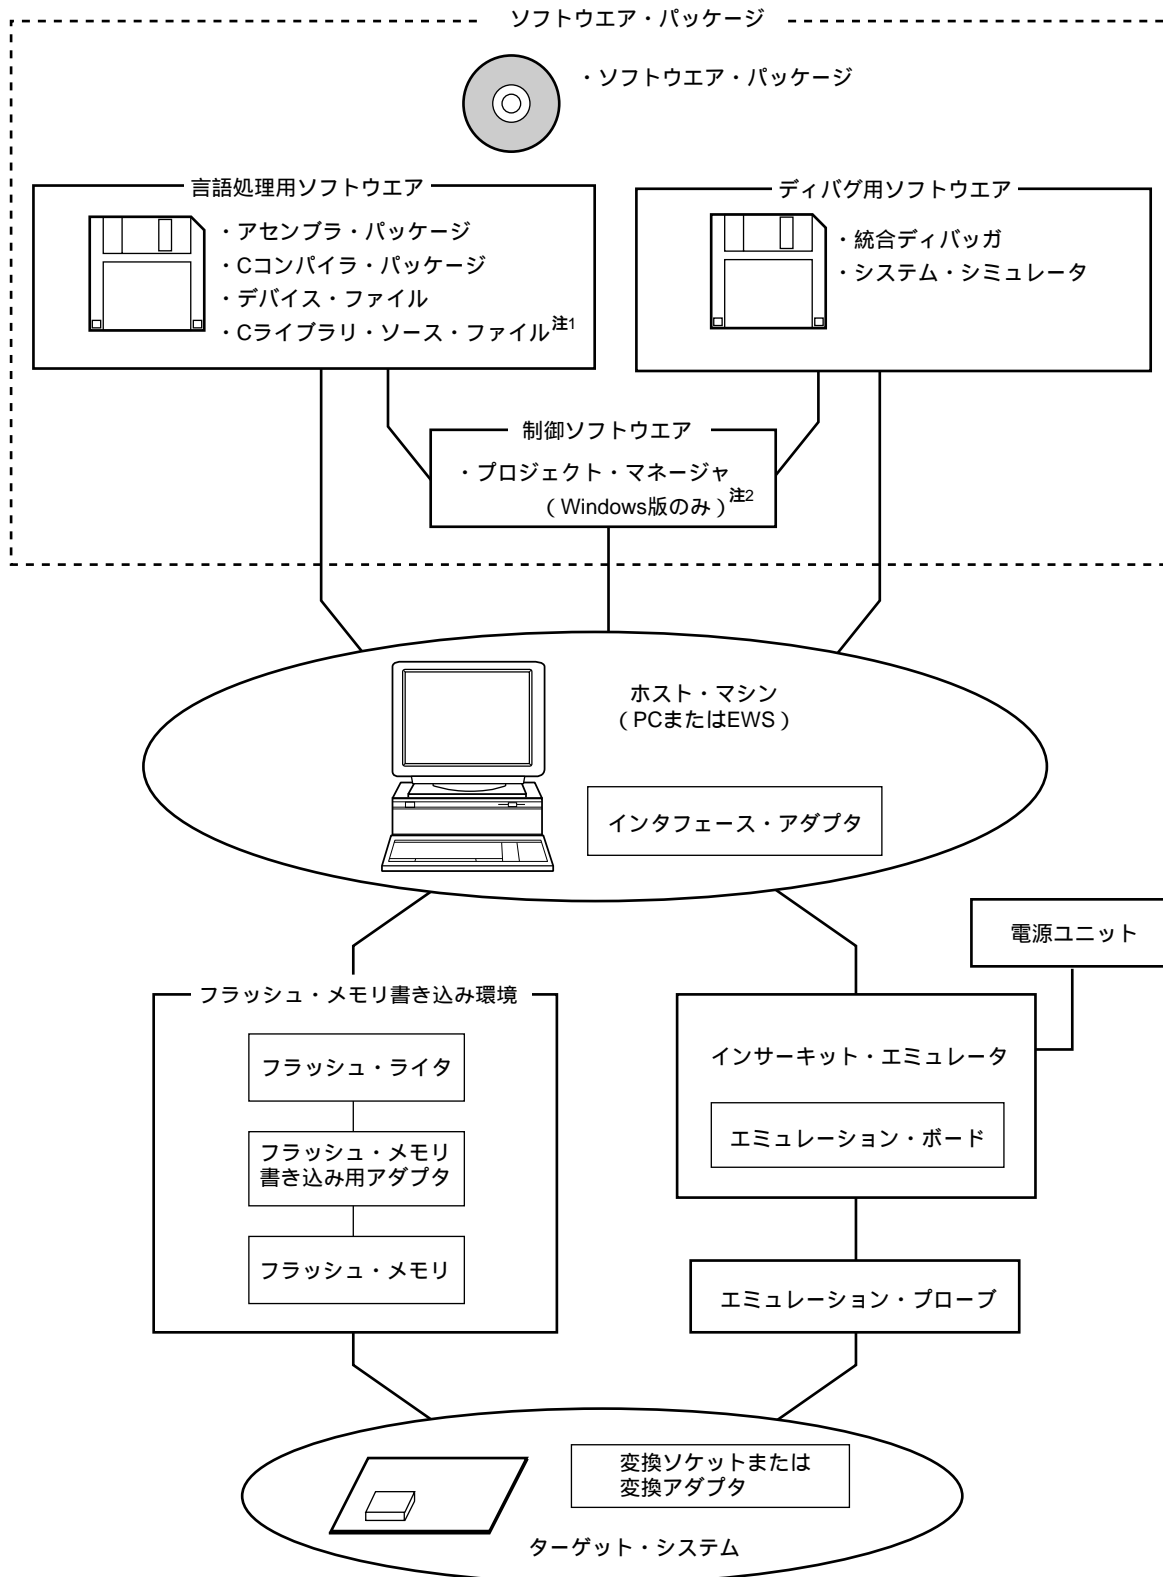 ソフトウエア・パッケージ
・ソフトウエア・パッケージ
言語処理用ソフトウエア
・アセンブラ・パッケージ
・Cコンパイラ・パッケージ
・デバイス・ファイル
・Cライブラリ・ソース・ファイル注1
ディバグ用ソフトウエア
・統合ディバッガ
・システム・シミュレータ
制御ソフトウエア
・プロジェクト・マネージャ
（Windows版のみ）注2
ホスト・マシン
（PCまたはEWS）
インタフェース・アダプタ
電源ユニット
フラッシュ・メモリ書き込み環境
フラッシュ・ライタ
フラッシュ・メモリ
書き込み用アダプタ
フラッシュ・メモリ
インサーキット・エミュレータ
エミュレーション・ボード
エミュレーション・プローブ
変換ソケットまたは
変換アダプタ
ターゲット・システム